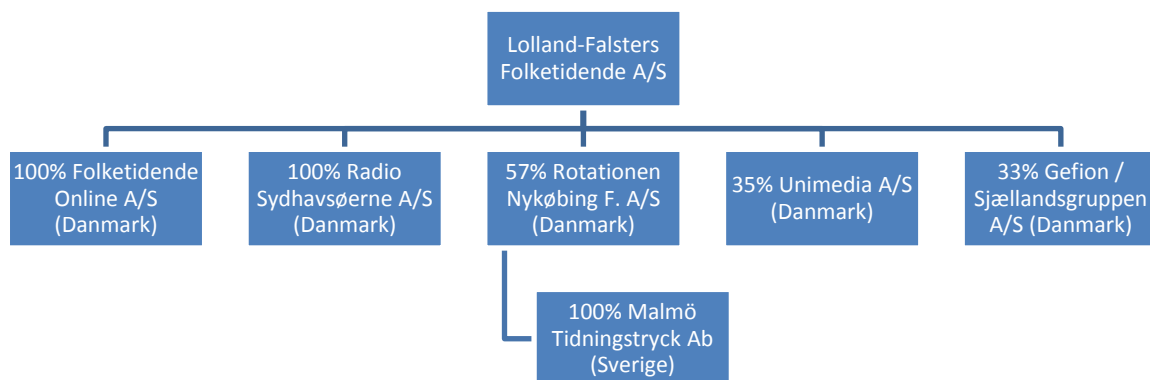 Lolland-Falsters
Folketidende A/S
100% Folketidende
Online A/S
(Danmark)
100% Radio
Sydhavsøerne A/S
(Danmark)
57% Rotationen
Nykøbing F. A/S
(Danmark)
35% Unimedia A/S
(Danmark)
33% Gefion /
Sjællandsgruppen
A/S (Danmark)
100% Malmö
Tidningstryck Ab
(Sverige)